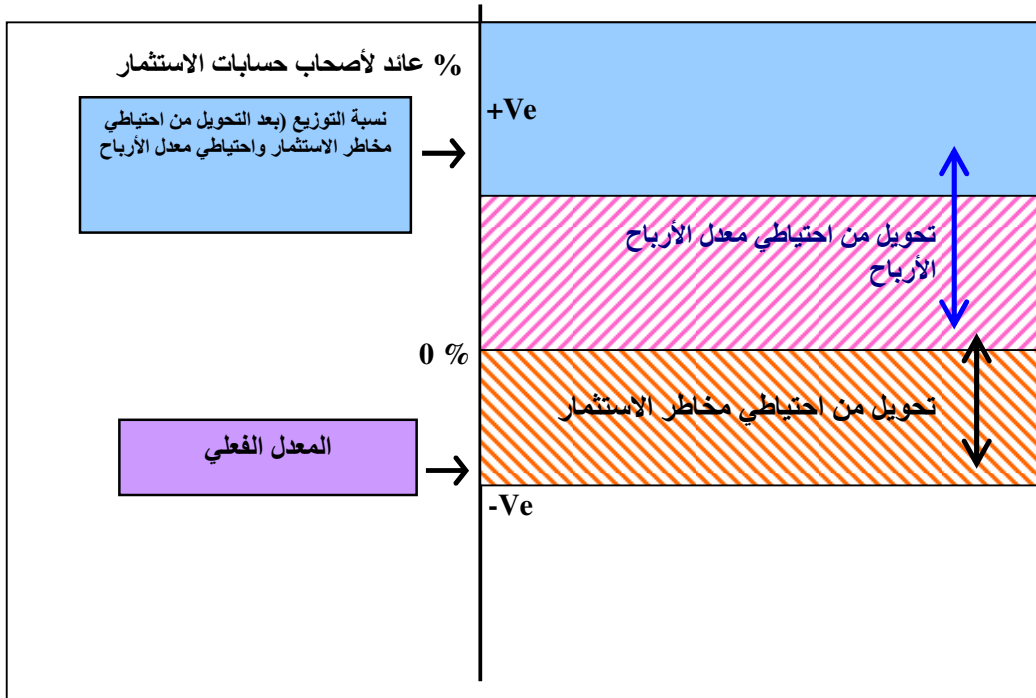 % عائد لأصحاب حسابات الاستثمار
نسبة التوزيع (بعد التحويل من احتياطي
مخاطر الاستثمار واحتياطي معدل الأرباح
+Ve
تحويل من احتياطي معدل الأرباح
الأرباح
0 %
تحويل من احتياطي مخاطر الاستثمار
المعدل الفعلي
-Ve